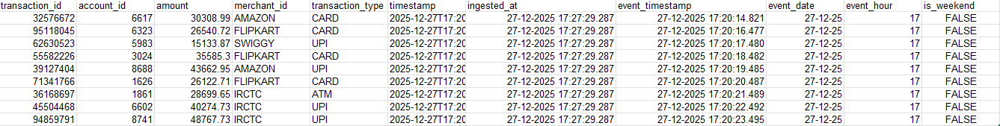 transaction_id account_id amount merchant_id transaction_type timestamp ingested_at event_timestamp event_date event_hour is_weekend
32576672 6617 30308.99 AMAZON CARD 2025-12-27T17:20 27-12-2025 17:27:29.287 27-12-2025 17:20:14.821 27-12-25 17 FALSE
95118045 6323 26540.72 FLIPKART CARD 2025-12-27T17:20 27-12-2025 17:27:29.287 27-12-2025 17:20:16.477 27-12-25 17 FALSE
62630523 5983 15133.87 SWIGGY UPI 2025-12-27T17:20 27-12-2025 17:27:29.287 27-12-2025 17:20:17.480 27-12-25 17 FALSE
55582226 3024 35585.3 FLIPKART CARD 2025-12-27T17:20 27-12-2025 17:27:29.287 27-12-2025 17:20:18.482 27-12-25 17 FALSE
39127404 8688 43662.95 AMAZON UPI 2025-12-27T17:20 27-12-2025 17:27:29.287 27-12-2025 17:20:19.485 27-12-25 17 FALSE
71341766 1626 26122.71 FLIPKART CARD 2025-12-27T17:20 27-12-2025 17:27:29.287 27-12-2025 17:20:20.487 27-12-25 17 FALSE
36168697 1861 28699.65 IRCTC ATM 2025-12-27T17:20 27-12-2025 17:27:29.287 27-12-2025 17:20:21.489 27-12-25 17 FALSE
45504468 6602 40274.73 IRCTC UPI 2025-12-27T17:20 27-12-2025 17:27:29.287 27-12-2025 17:20:22.492 27-12-25 17 FALSE
94859791 8741 48767.73 IRCTC UPI 2025-12-27T17:20 27-12-2025 17:27:29.287 27-12-2025 17:20:23.495 27-12-25 17 FALSE